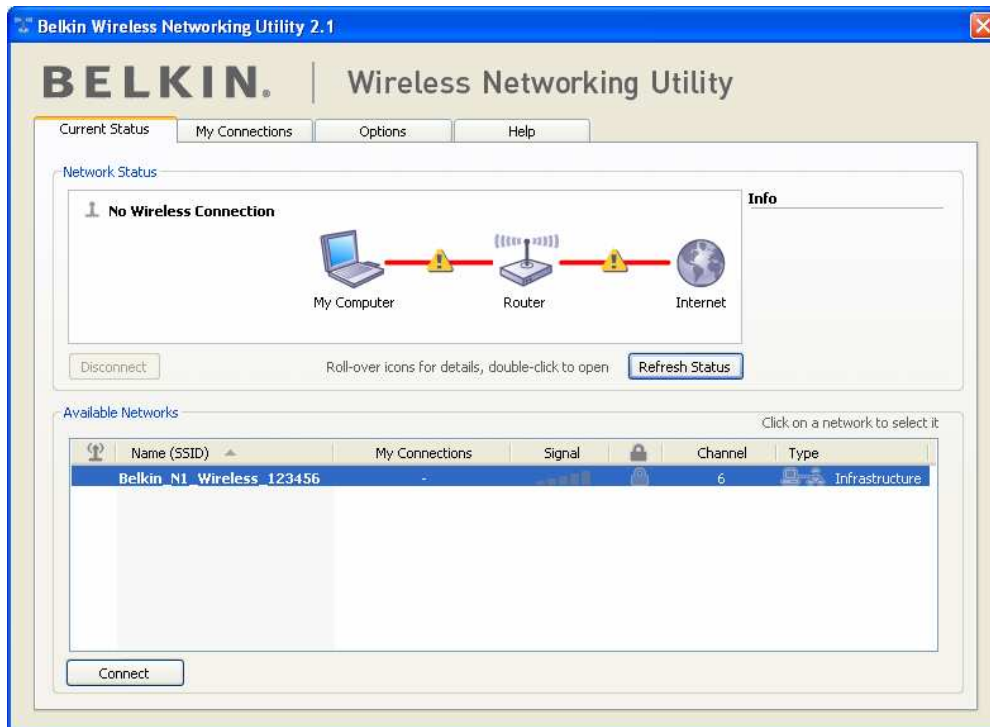 Belkin Wireless Networking Utility 2.1
BELKIN. | Wireless Networking Utility
Current Status My Connections Options Help
Network Status
No Wireless Connection
Info
My Computer Router Internet
Disconnect Roll-over icons for details, double-click to open Refresh Status
Available Networks
Click on a network to select it
Name (SSID) My Connections Signal Channel Type
Belkin_N1_Wireless_123456 - 6 Infrastructure
Connect